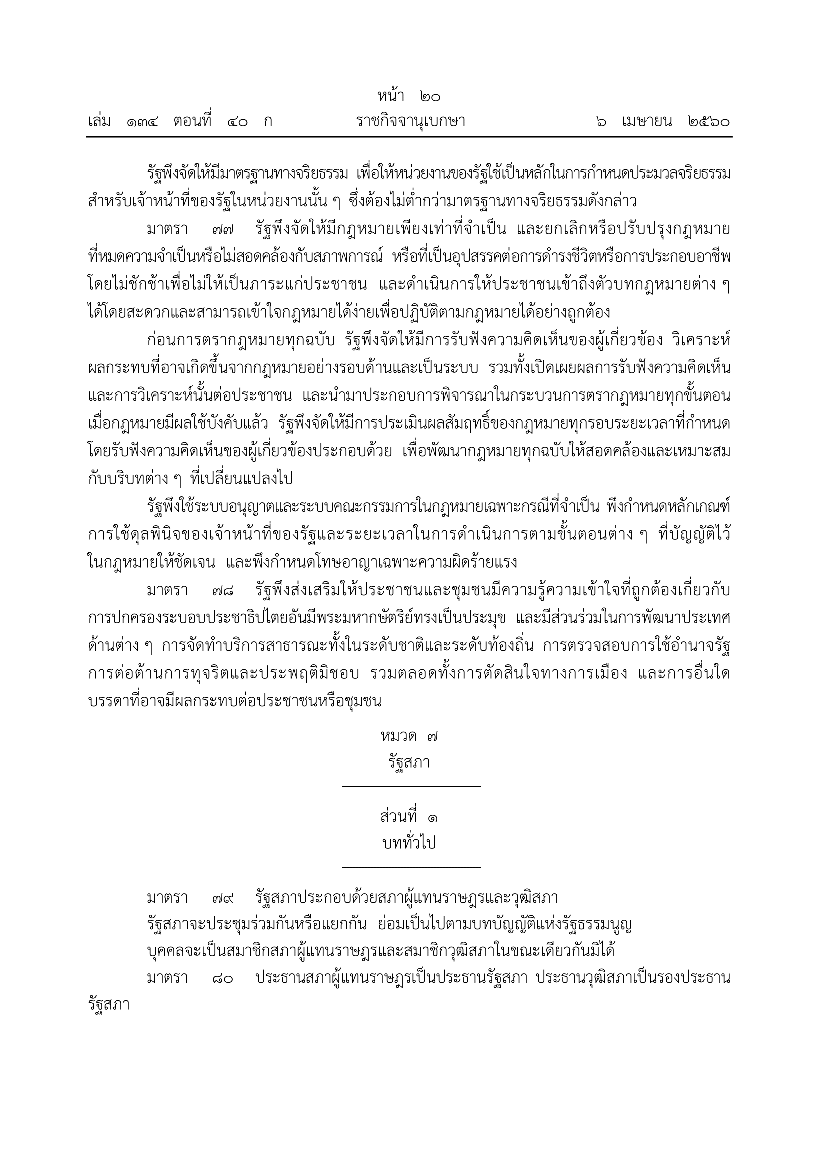 หน้า ๒๐
เล่ม ๑๓๔ ตอนที่ ๔๐ ก ราชกิจจานุเบกษา ๖ เมษายน ๒๕๖๐
รัฐพึงจัดให้มีมาตรฐานทางจริยธรรม เพื่อให้หน่วยงานของรัฐใช้เป็นหลักในการกำหนดประมวลจริยธรรม
สำหรับเจ้าหน้าที่ของรัฐในหน่วยงานนั้น ๆ ซึ่งต้องไม่ต่ำกว่ามาตรฐานทางจริยธรรมดังกล่าว
มาตรา ๗๗ รัฐพึงจัดให้มีกฎหมายเพียงเท่าที่จำเป็น และยกเลิกหรือปรับปรุงกฎหมาย
ที่หมดความจำเป็นหรือไม่สอดคล้องกับสภาพการณ์ หรือที่เป็นอุปสรรคต่อการดำรงชีวิตหรือการประกอบอาชีพ
โดยไม่ชักช้าเพื่อไม่ให้เป็นภาระแก่ประชาชน และดำเนินการให้ประชาชนเข้าถึงตัวบทกฎหมายต่าง ๆ
ได้โดยสะดวกและสามารถเข้าใจกฎหมายได้ง่ายเพื่อปฏิบัติตามกฎหมายได้อย่างถูกต้อง
ก่อนการตรากฎหมายทุกฉบับ รัฐพึงจัดให้มีการรับฟังความคิดเห็นของผู้เกี่ยวข้อง วิเคราะห์
ผลกระทบที่อาจเกิดขึ้นจากกฎหมายอย่างรอบด้านและเป็นระบบ รวมทั้งเปิดเผยผลการรับฟังความคิดเห็น
และการวิเคราะห์นั้นต่อประชาชน และนำมาประกอบการพิจารณาในกระบวนการตรากฎหมายทุกขั้นตอน
เมื่อกฎหมายมีผลใช้บังคับแล้ว รัฐพึงจัดให้มีการประเมินผลสัมฤทธิ์ของกฎหมายทุกรอบระยะเวลาที่กำหนด
โดยรับฟังความคิดเห็นของผู้เกี่ยวข้องประกอบด้วย เพื่อพัฒนากฎหมายทุกฉบับให้สอดคล้องและเหมาะสม
กับบริบทต่าง ๆ ที่เปลี่ยนแปลงไป
รัฐพึงใช้ระบบอนุญาตและระบบคณะกรรมการในกฎหมายเฉพาะกรณีที่จำเป็น พึงกำหนดหลักเกณฑ์
การใช้ดุลพินิจของเจ้าหน้าที่ของรัฐและระยะเวลาในการดำเนินการตามขั้นตอนต่าง ๆ ที่บัญญัติไว้
ในกฎหมายให้ชัดเจน และพึงกำหนดโทษอาญาเฉพาะความผิดร้ายแรง
มาตรา ๗๘ รัฐพึงส่งเสริมให้ประชาชนและชุมชนมีความรู้ความเข้าใจที่ถูกต้องเกี่ยวกับ
การปกครองระบอบประชาธิปไตยอันมีพระมหากษัตริย์ทรงเป็นประมุข และมีส่วนร่วมในการพัฒนาประเทศ
ด้านต่าง ๆ การจัดทำบริการสาธารณะทั้งในระดับชาติและระดับท้องถิ่น การตรวจสอบการใช้อำนาจรัฐ
การต่อต้านการทุจริตและประพฤติมิชอบ รวมตลอดทั้งการตัดสินใจทางการเมือง และการอื่นใด
บรรดาที่อาจมีผลกระทบต่อประชาชนหรือชุมชน
หมวด ๗
รัฐสภา
ส่วนที่ ๑
บททั่วไป
มาตรา ๗๙ รัฐสภาประกอบด้วยสภาผู้แทนราษฎรและวุฒิสภา
รัฐสภาจะประชุมร่วมกันหรือแยกกัน ย่อมเป็นไปตามบทบัญญัติแห่งรัฐธรรมนูญ
บุคคลจะเป็นสมาชิกสภาผู้แทนราษฎรและสมาชิกวุฒิสภาในขณะเดียวกันมิได้
มาตรา ๘๐ ประธานสภาผู้แทนราษฎรเป็นประธานรัฐสภา ประธานวุฒิสภาเป็นรองประธาน
รัฐสภา